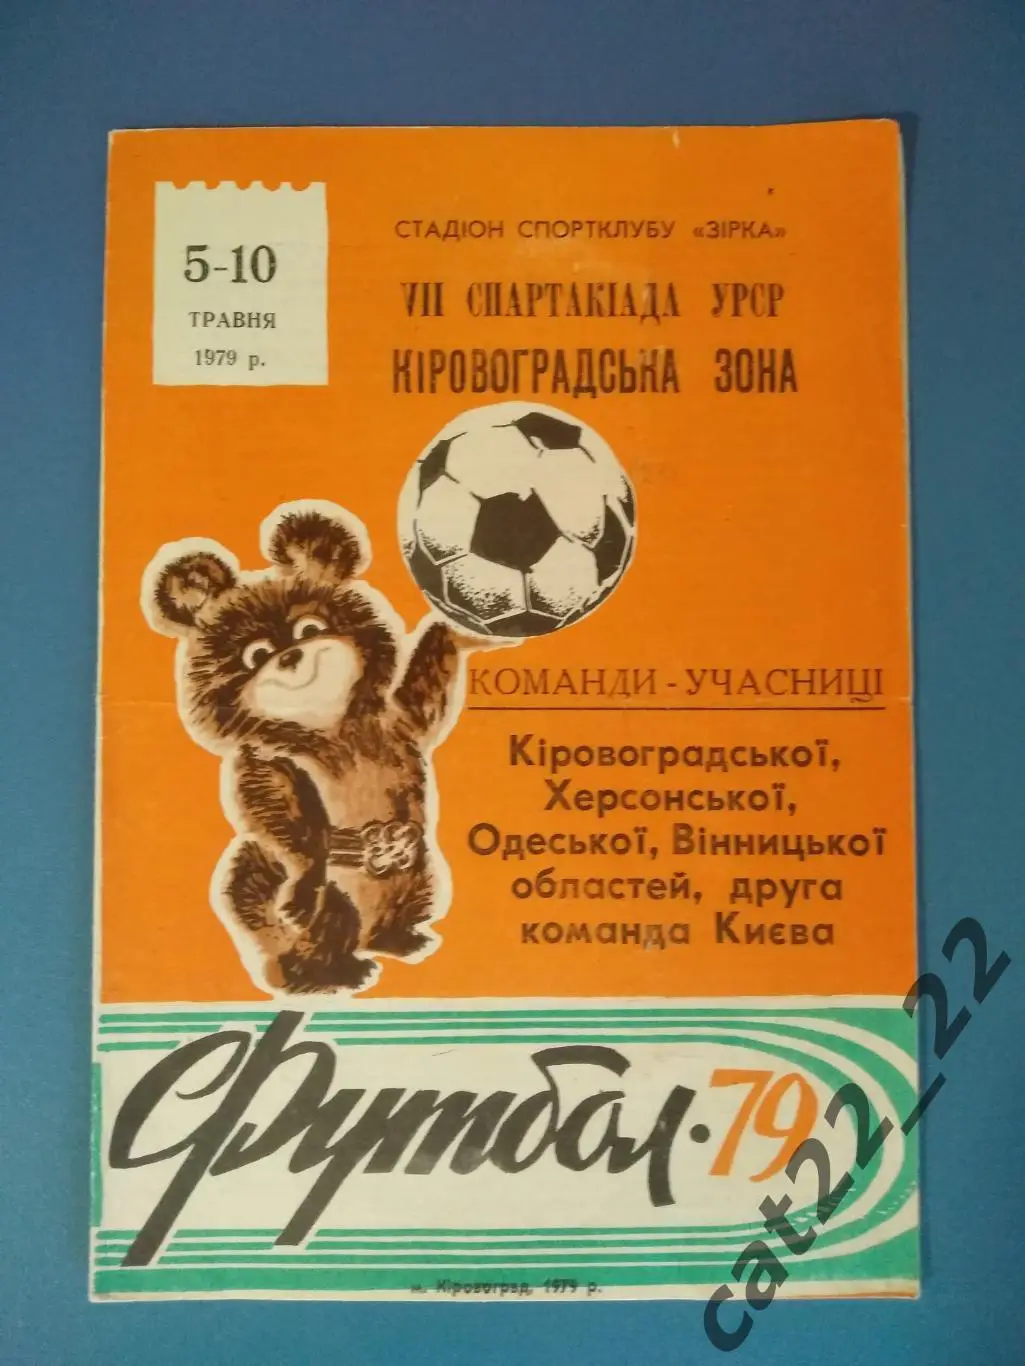 5-10
ТРАВНЯ
1979 р.
СТАДІОН СПОРТКЛУБУ «ЗІРКА»
VII СПАРТАКІАДА УРСР
КІРОВОГРАДСЬКА ЗОНА
КОМАНДИ-УЧАСНИЦІ
Кіровоградської,
Херсонської,
Одеської, Вінницької
областей, друга
команда Києва
Футбол·79
м. Кіровоград, 1979 р.
cat22_22